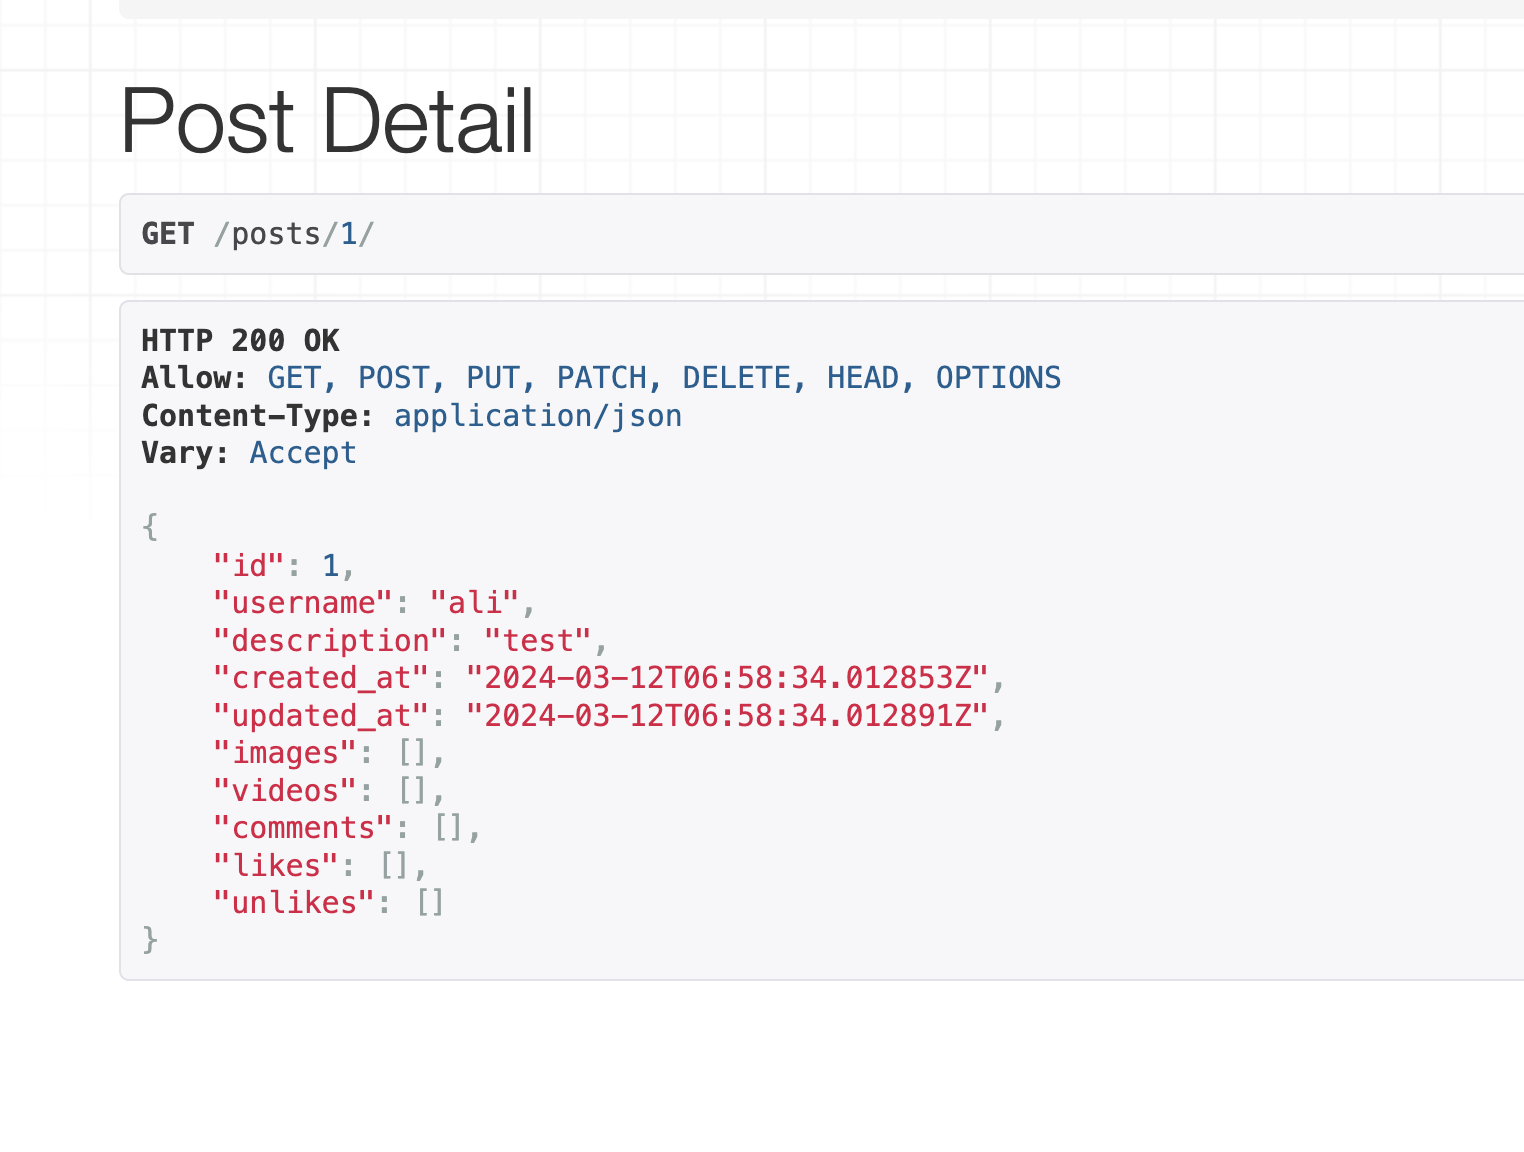 Post Detail
GET /posts/1/
HTTP 200 OK
Allow: GET, POST, PUT, PATCH, DELETE, HEAD, OPTIONS
Content-Type: application/json
Vary: Accept
{
    "id": 1,
    "username": "ali",
    "description": "test",
    "created_at": "2024-03-12T06:58:34.012853Z",
    "updated_at": "2024-03-12T06:58:34.012891Z",
    "images": [],
    "videos": [],
    "comments": [],
    "likes": [],
    "unlikes": []
}